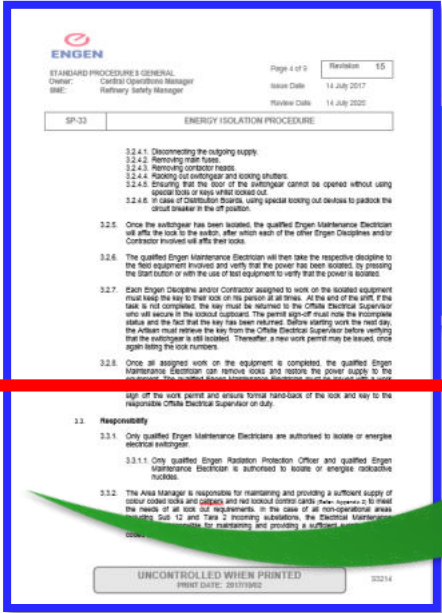 ENGEN
STANDARD PROCEDURES GENERAL
Owner: Central Operations Manager
SME: Refinery Safety Manager
Page 4 of 9
Revision 15
Issue Date 14 July 2017
Review Date 14 July 2020
SP-33 ENERGY ISOLATION PROCEDURE
3.2.4.1. Disconnecting the outgoing supply.
3.2.4.2. Removing main fuses.
3.2.4.3. Removing contactor heads.
3.2.4.4. Racking out switchgear and locking shutters.
3.2.4.5. Ensuring that the door of the switchgear cannot be opened without using
special tools or keys whilst locked out.
3.2.4.6. In case of Distribution Boards, using special locking out devices to padlock the
circuit breaker in the off position.
3.2.5. Once the switchgear has been isolated, the qualified Engen Maintenance Electrician
will affix the lock to the switch, after which each of the other Engen Disciplines and/or
Contractor involved will affix their locks.
3.2.6. The qualified Engen Maintenance Electrician will then take the respective discipline to
the field equipment involved and verify that the power has been isolated, by pressing
the Start button or with the use of test equipment to verify that the power is isolated.
3.2.7. Each Engen Discipline and/or Contractor assigned to work on the isolated equipment
must keep the key to their lock on his person at all times. At the end of the shift, if the
task is not completed, the key must be returned to the Offsite Electrical Supervisor
who will secure in the lockout cupboard. The permit sign-off must note the incomplete
status and the fact that the key has been returned. Before starting work the next day,
the Artisan must retrieve the key from the Offsite Electrical Supervisor before verifying
that the switchgear is still isolated. Thereafter, a new work permit may be issued, once
again listing the lock numbers.
3.2.8. Once all assigned work on the equipment is completed, the qualified Engen
Maintenance Electrician can remove locks and restore the power supply to the
sign off the work permit and ensure formal hand-back of the lock and key to the
responsible Offsite Electrical Supervisor on duty.
3.3. Responsibility
3.3.1. Only qualified Engen Maintenance Electricians are authorised to isolate or energise
electrical switchgear.
3.3.1.1. Only qualified Engen Radiation Protection Officer and qualified Engen
Maintenance Electrician is authorised to isolate or energise radioactive
nuclides.
3.3.2. The Area Manager is responsible for maintaining and providing a sufficient supply of
colour coded locks and calipers and red lockout control cards (Refer: Appendix 2) to meet
the needs of all lock out requirements. In the case of all non-operational areas
including Sub 12 and Tara 2 incoming substations, the Electrical Maintenance
for maintaining and providing a sufficient
UNCONTROLLED WHEN PRINTED
PRINT DATE: 2017/10/02
S3214